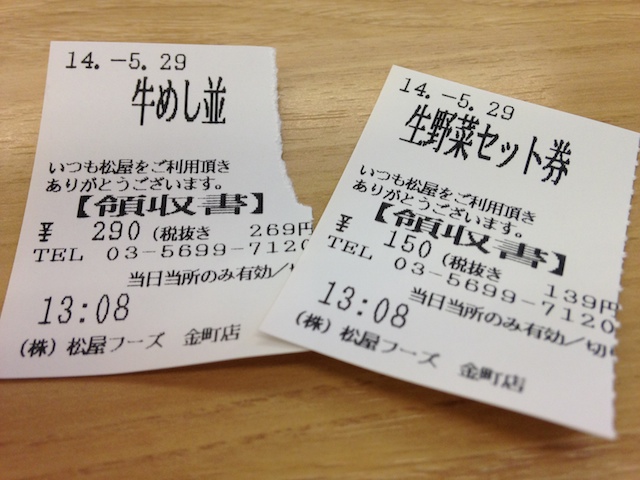 14.-5.29
牛めし並
いつも松屋をご利用頂き
ありがとうございます。
【領収書】
¥ 290 (税抜き 269円
TEL 03-5699-7120
当日当所のみ有効/切
13:08
(株) 松屋フーズ 金町店
14.-5.29
生野菜セット券
いつも松屋をご利用頂き
ありがとうございます。
【領収書】
¥ 150 (税抜き 139円
TEL 03-5699-7120
当日当所のみ有効/切
13:08
(株) 松屋フーズ 金町店